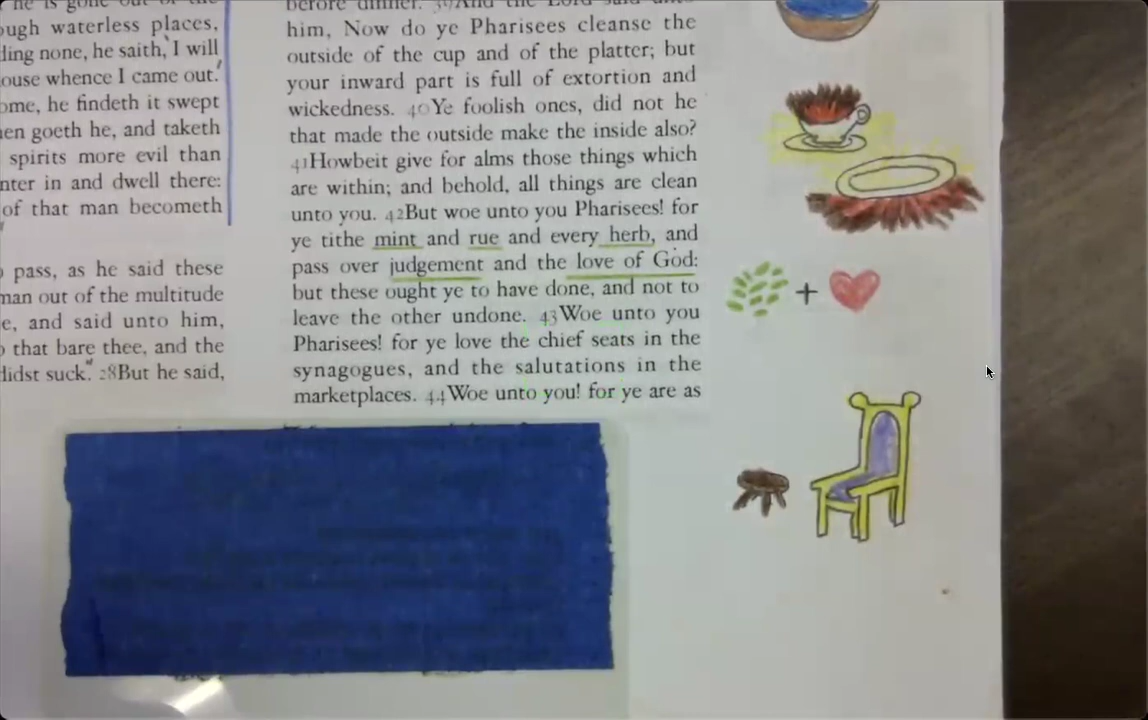 he is gone out of the
ough waterless places,
ding none, he saith, I will
ouse whence I came out.
ome, he findeth it swept
en goeth he, and taketh
spirits more evil than
nter in and dwell there:
of that man becometh
pass, as he said these
man out of the multitude
e, and said unto him,
that bare thee, and the
didst suck. 28But he said,
before dinner. 39And the Lord said unto
him, Now do ye Pharisees cleanse the
outside of the cup and of the platter; but
your inward part is full of extortion and
wickedness. 40Ye foolish ones, did not he
that made the outside make the inside also?
41Howbeit give for alms those things which
are within; and behold, all things are clean
unto you. 42But woe unto you Pharisees! for
ye tithe mint and rue and every herb, and
pass over judgement and the love of God:
but these ought ye to have done, and not to
leave the other undone. 43Woe unto you
Pharisees! for ye love the chief seats in the
synagogues, and the salutations in the
marketplaces. 44Woe unto you! for ye are as
+